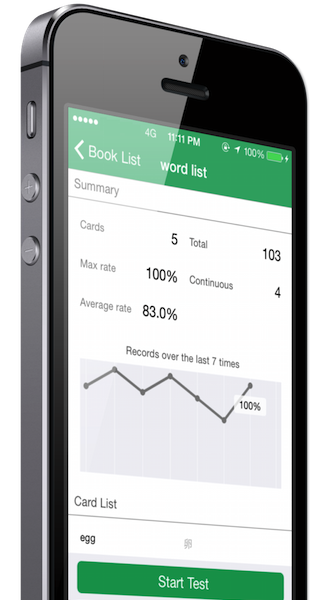 4G 11:11 PM 100%
Book List word list
Summary
Cards 5 Total 103
Max rate 100% Continuous 4
Average rate 83.0%
Records over the last 7 times
100%
Card List
egg 卵
Start Test